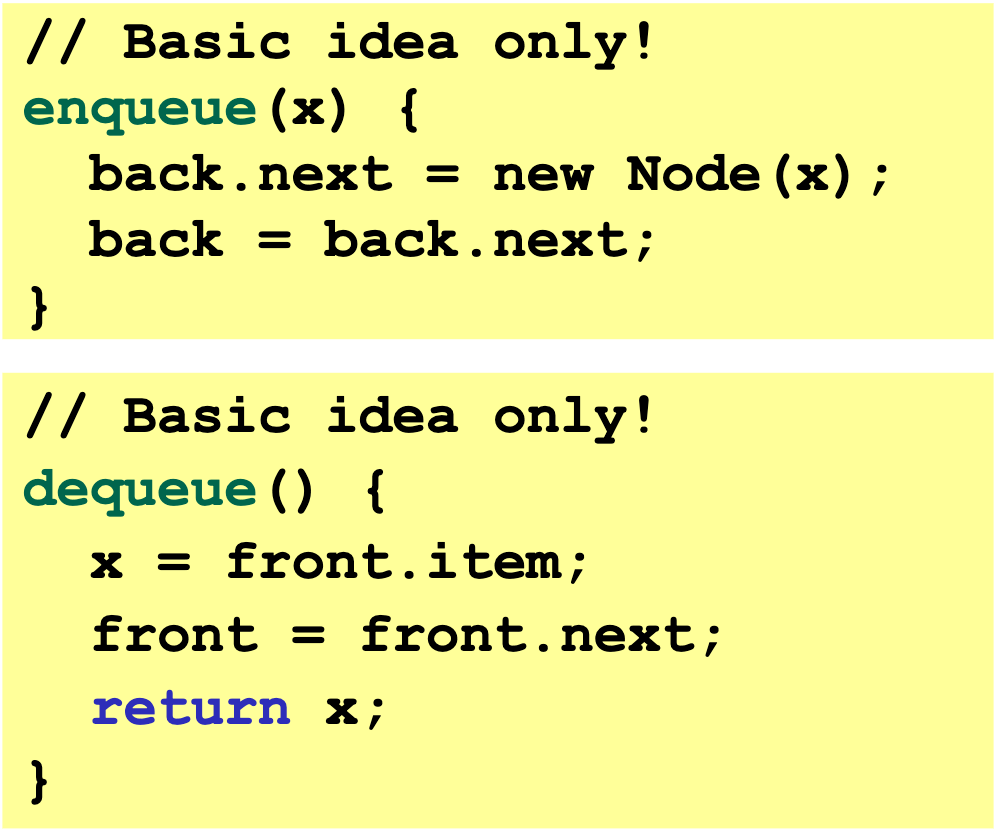 // Basic idea only!
enqueue(x) {
  back.next = new Node(x);
  back = back.next;
}
// Basic idea only!
dequeue() {
  x = front.item;
  front = front.next;
  return x;
}